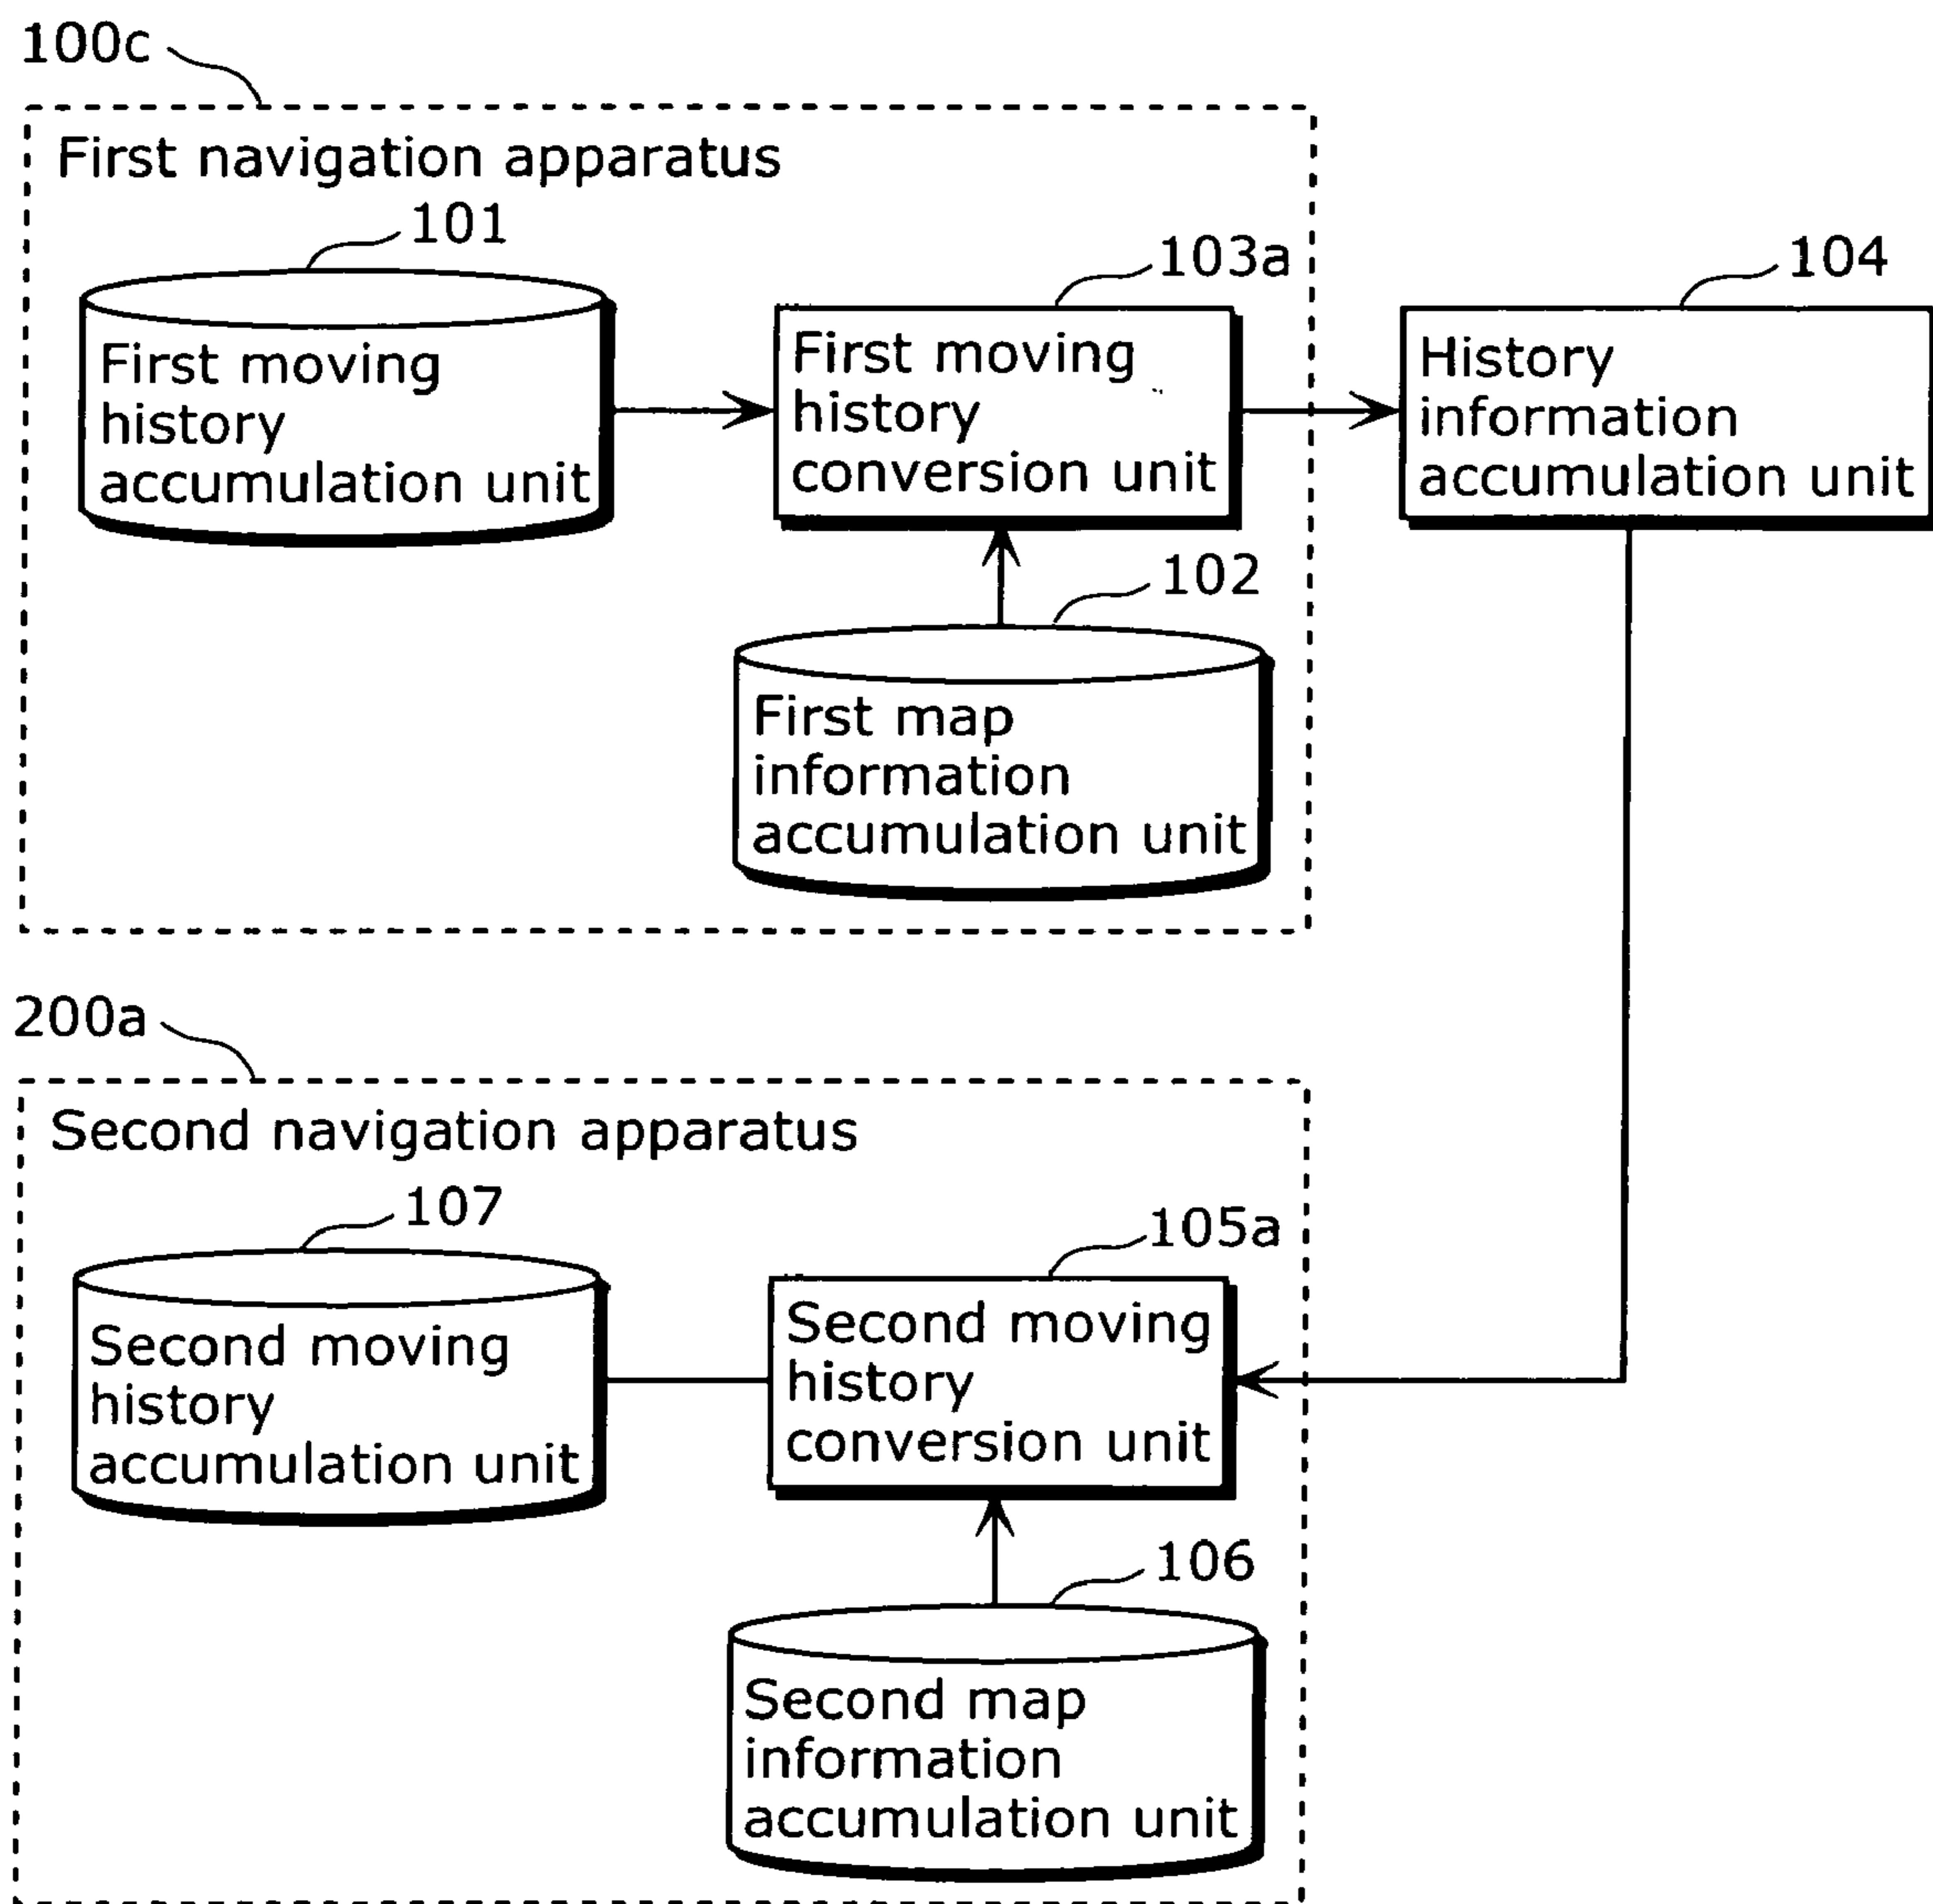 100c
First navigation apparatus
101
103a
104
First moving
history
accumulation unit
First moving
history
conversion unit
History
information
accumulation unit
102
First map
information
accumulation unit
200a
Second navigation apparatus
107
105a
Second moving
history
accumulation unit
Second moving
history
conversion unit
106
Second map
information
accumulation unit